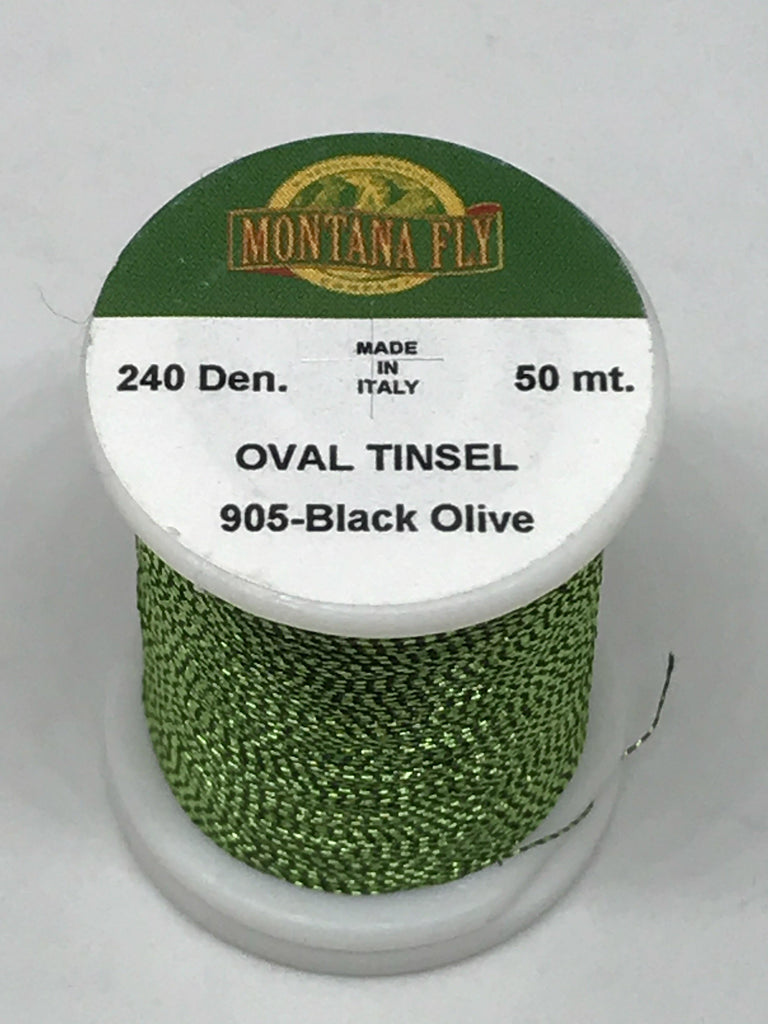 MONTANA FLY
240 Den.
MADE
IN
ITALY
50 mt.
OVAL TINSEL
905-Black Olive